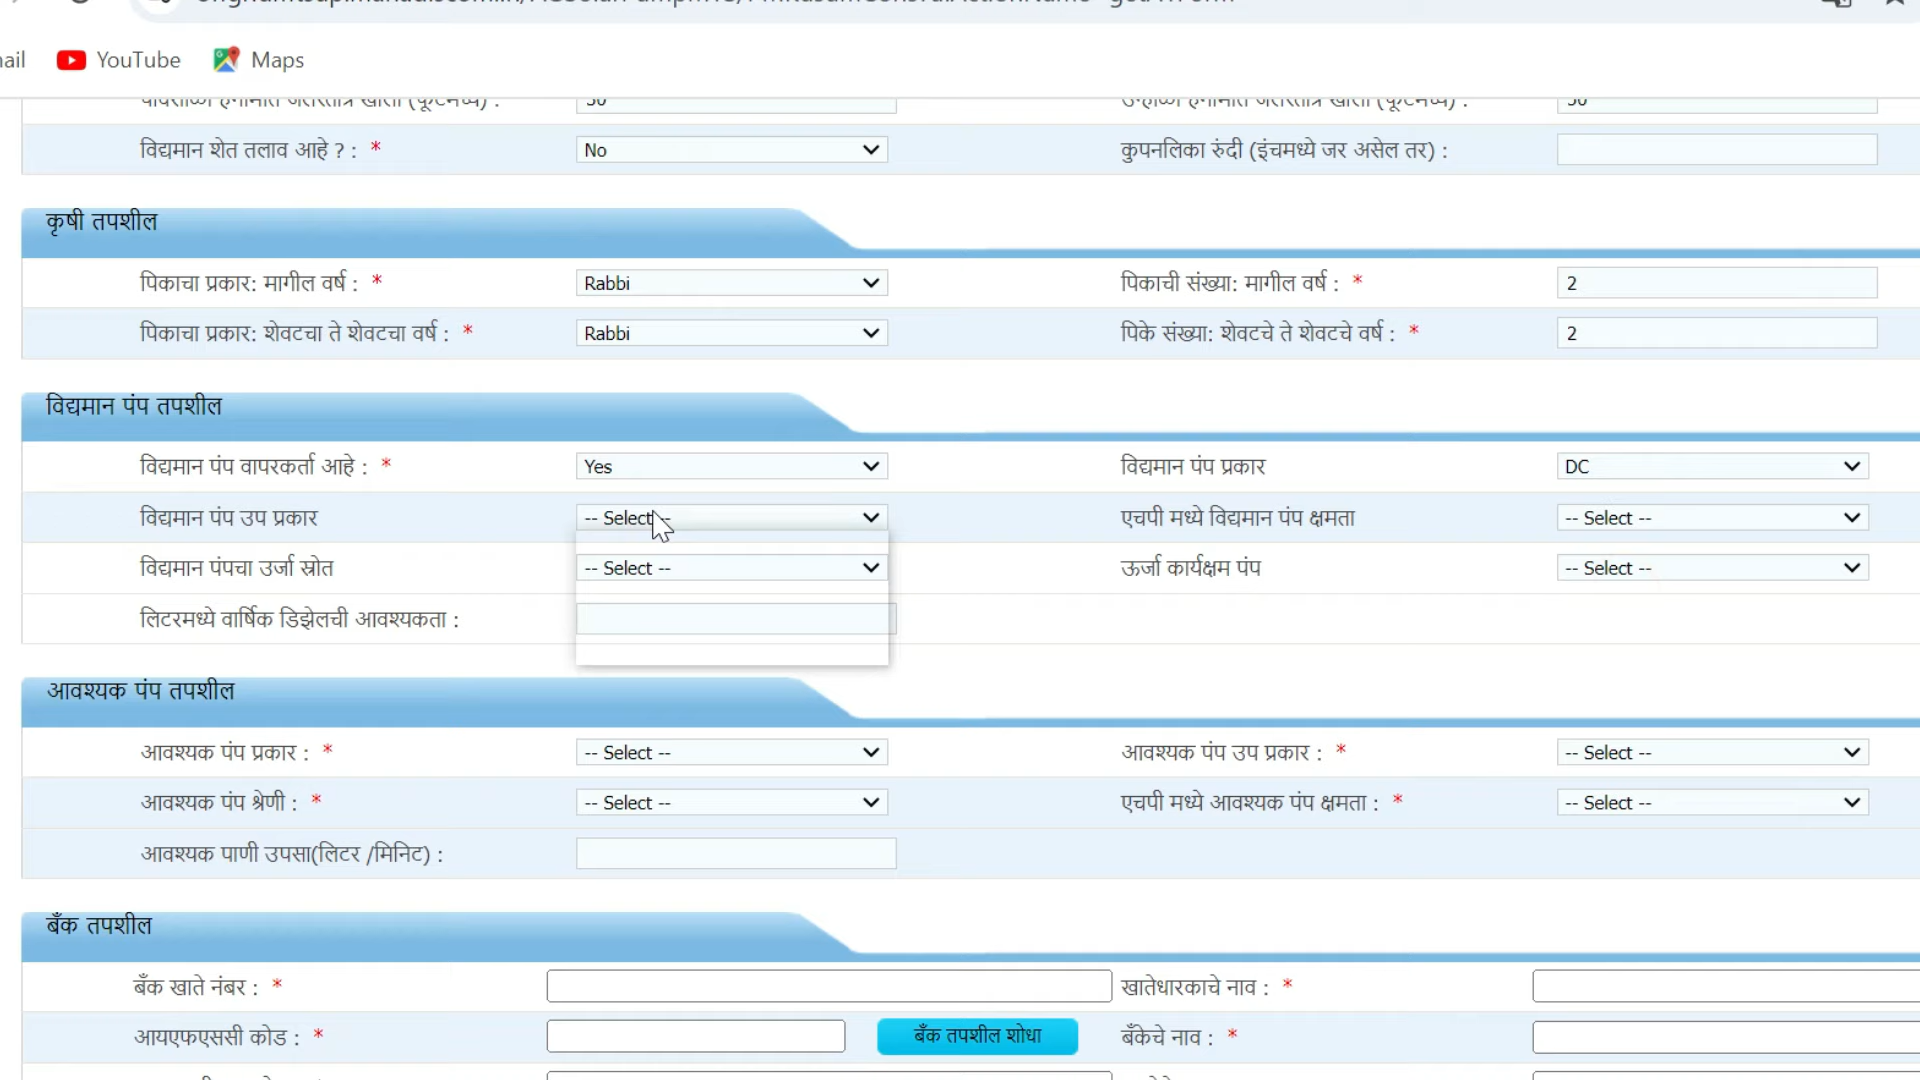 YouTube
Maps
विद्यमान शेत तलाव आहे ? : * No कुपनलिका रुंदी (इंचमध्ये जर असेल तर) :
कृषी तपशील
पिकाचा प्रकार: मागील वर्ष : * Rabbi पिकाची संख्या: मागील वर्ष : * 2
पिकाचा प्रकार: शेवटचा ते शेवटचा वर्ष : * Rabbi पिके संख्या: शेवटचे ते शेवटचे वर्ष : * 2
विद्यमान पंप तपशील
विद्यमान पंप वापरकर्ता आहे : * Yes विद्यमान पंप प्रकार DC
विद्यमान पंप उप प्रकार -- Select -- एचपी मध्ये विद्यमान पंप क्षमता -- Select --
विद्यमान पंपचा उर्जा स्रोत -- Select -- ऊर्जा कार्यक्षम पंप -- Select --
लिटरमध्ये वार्षिक डिझेलची आवश्यकता :
आवश्यक पंप तपशील
आवश्यक पंप प्रकार : * -- Select -- आवश्यक पंप उप प्रकार : * -- Select --
आवश्यक पंप श्रेणी : * -- Select -- एचपी मध्ये आवश्यक पंप क्षमता : * -- Select --
आवश्यक पाणी उपसा(लिटर /मिनिट) :
बँक तपशील
बँक खाते नंबर : * खातेधारकाचे नाव : *
आयएफएससी कोड : * बँक तपशील शोधा बँकेचे नाव : *